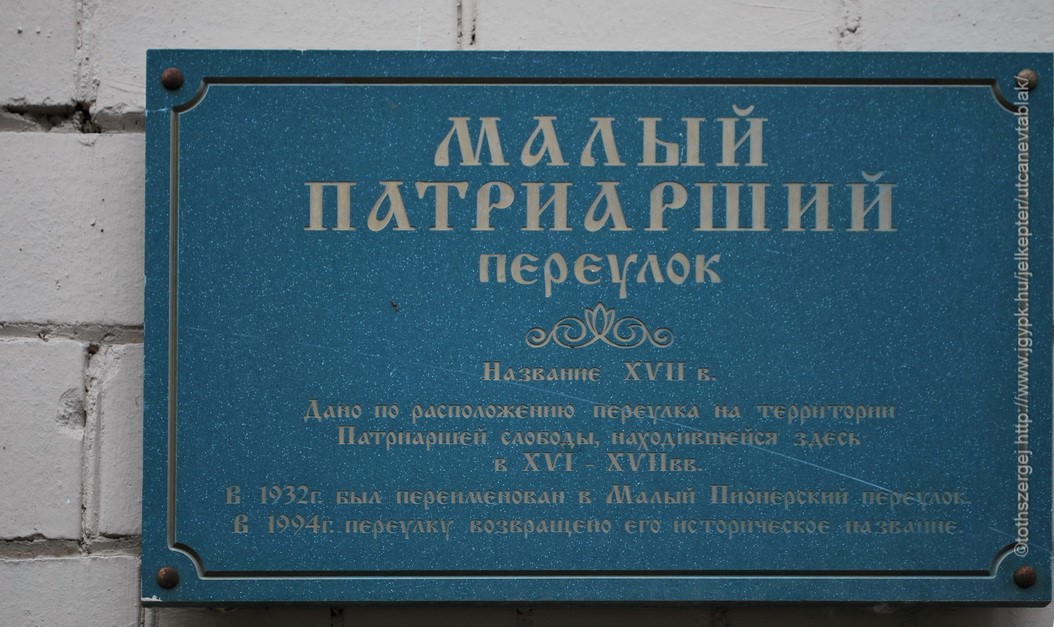 МАЛЫЙ
ПАТРИАРШИЙ
переулок
Название XVII в.
Дано по расположению переулка на территории
Патриаршей слободы, находившейся здесь
в XVI - XVIIвв.
В 1932г. был переименован в Малый Пионерский переулок.
В 1994г. переулку возвращено его историческое название.
©tothszergej http://www.jgypk.hu/jelkepter/utcanevtablak/